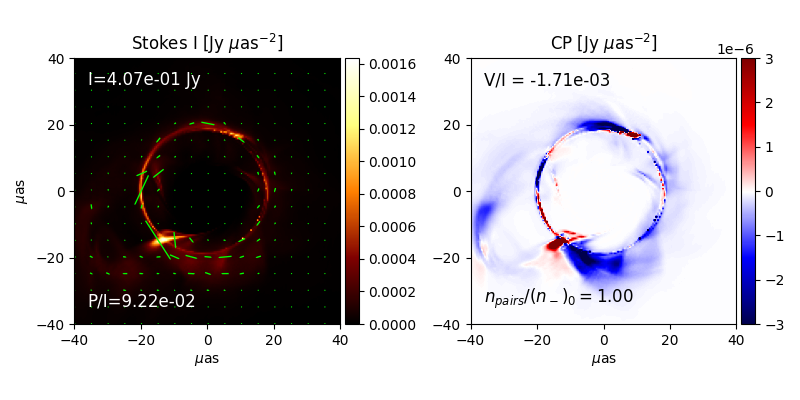 Stokes I [Jy μas⁻²]
I=4.07e-01 Jy
P/I=9.22e-02
40
20
0
−20
−40
μas
−40 −20 0 20 40
μas
0.0016
0.0014
0.0012
0.0010
0.0008
0.0006
0.0004
0.0002
0.0000
CP [Jy μas⁻²]
1e-6
V/I = -1.71e-03
n_pairs/(n_−)_0 = 1.00
40
20
0
−20
−40
−40 −20 0 20 40
μas
3
2
1
0
−1
−2
−3